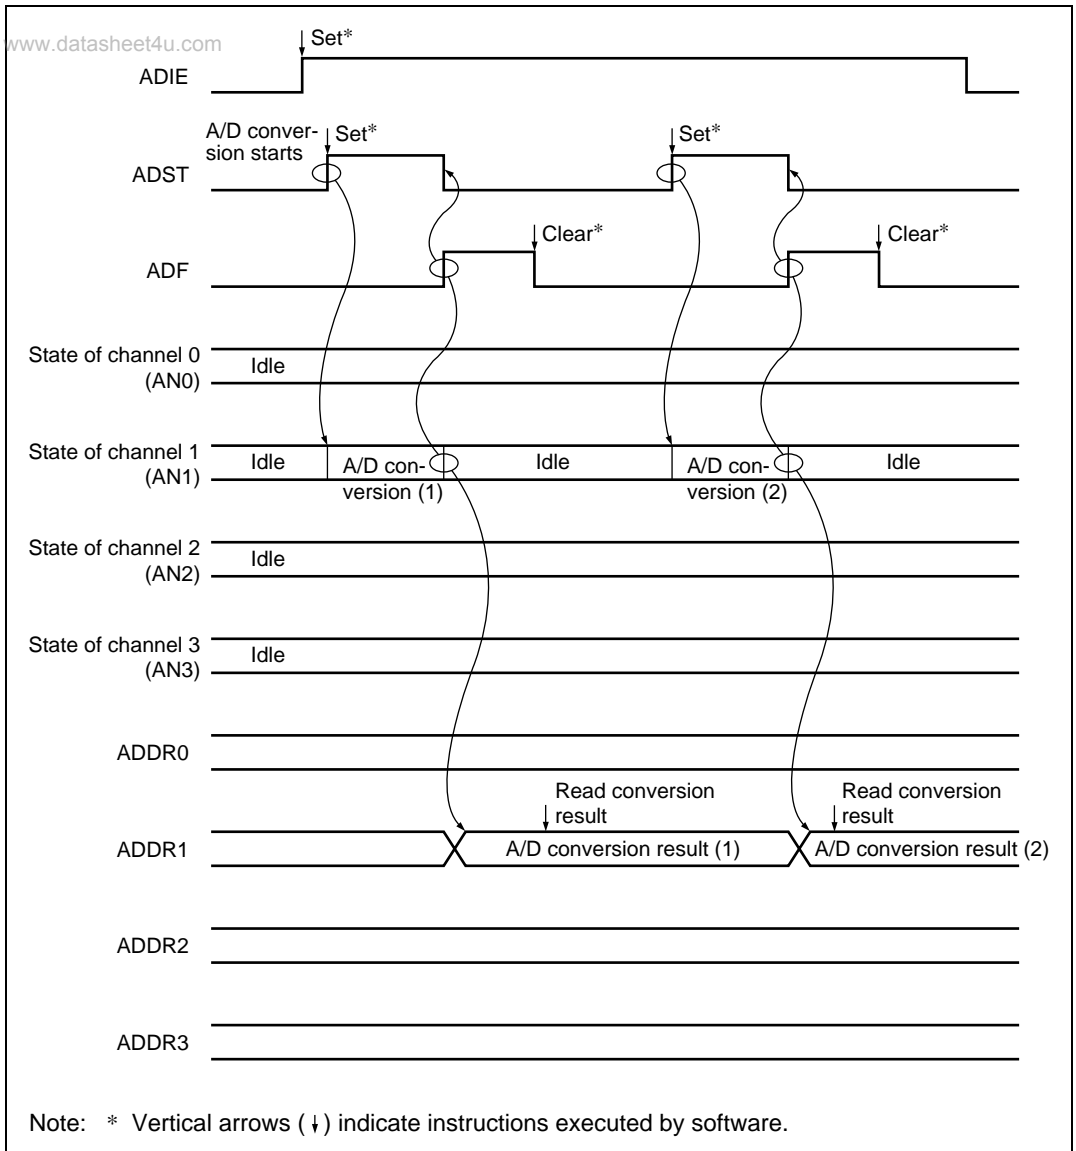 www.datasheet4u.com
Set*
ADIE
A/D conver-
sion starts
Set*
Set*
ADST
Clear*
Clear*
ADF
State of channel 0
(AN0)
Idle
State of channel 1
(AN1)
Idle
A/D con-
version (1)
Idle
A/D con-
version (2)
Idle
State of channel 2
(AN2)
Idle
State of channel 3
(AN3)
Idle
ADDR0
Read conversion
result
Read conversion
result
ADDR1
A/D conversion result (1)
A/D conversion result (2)
ADDR2
ADDR3
Note: * Vertical arrows (↓) indicate instructions executed by software.